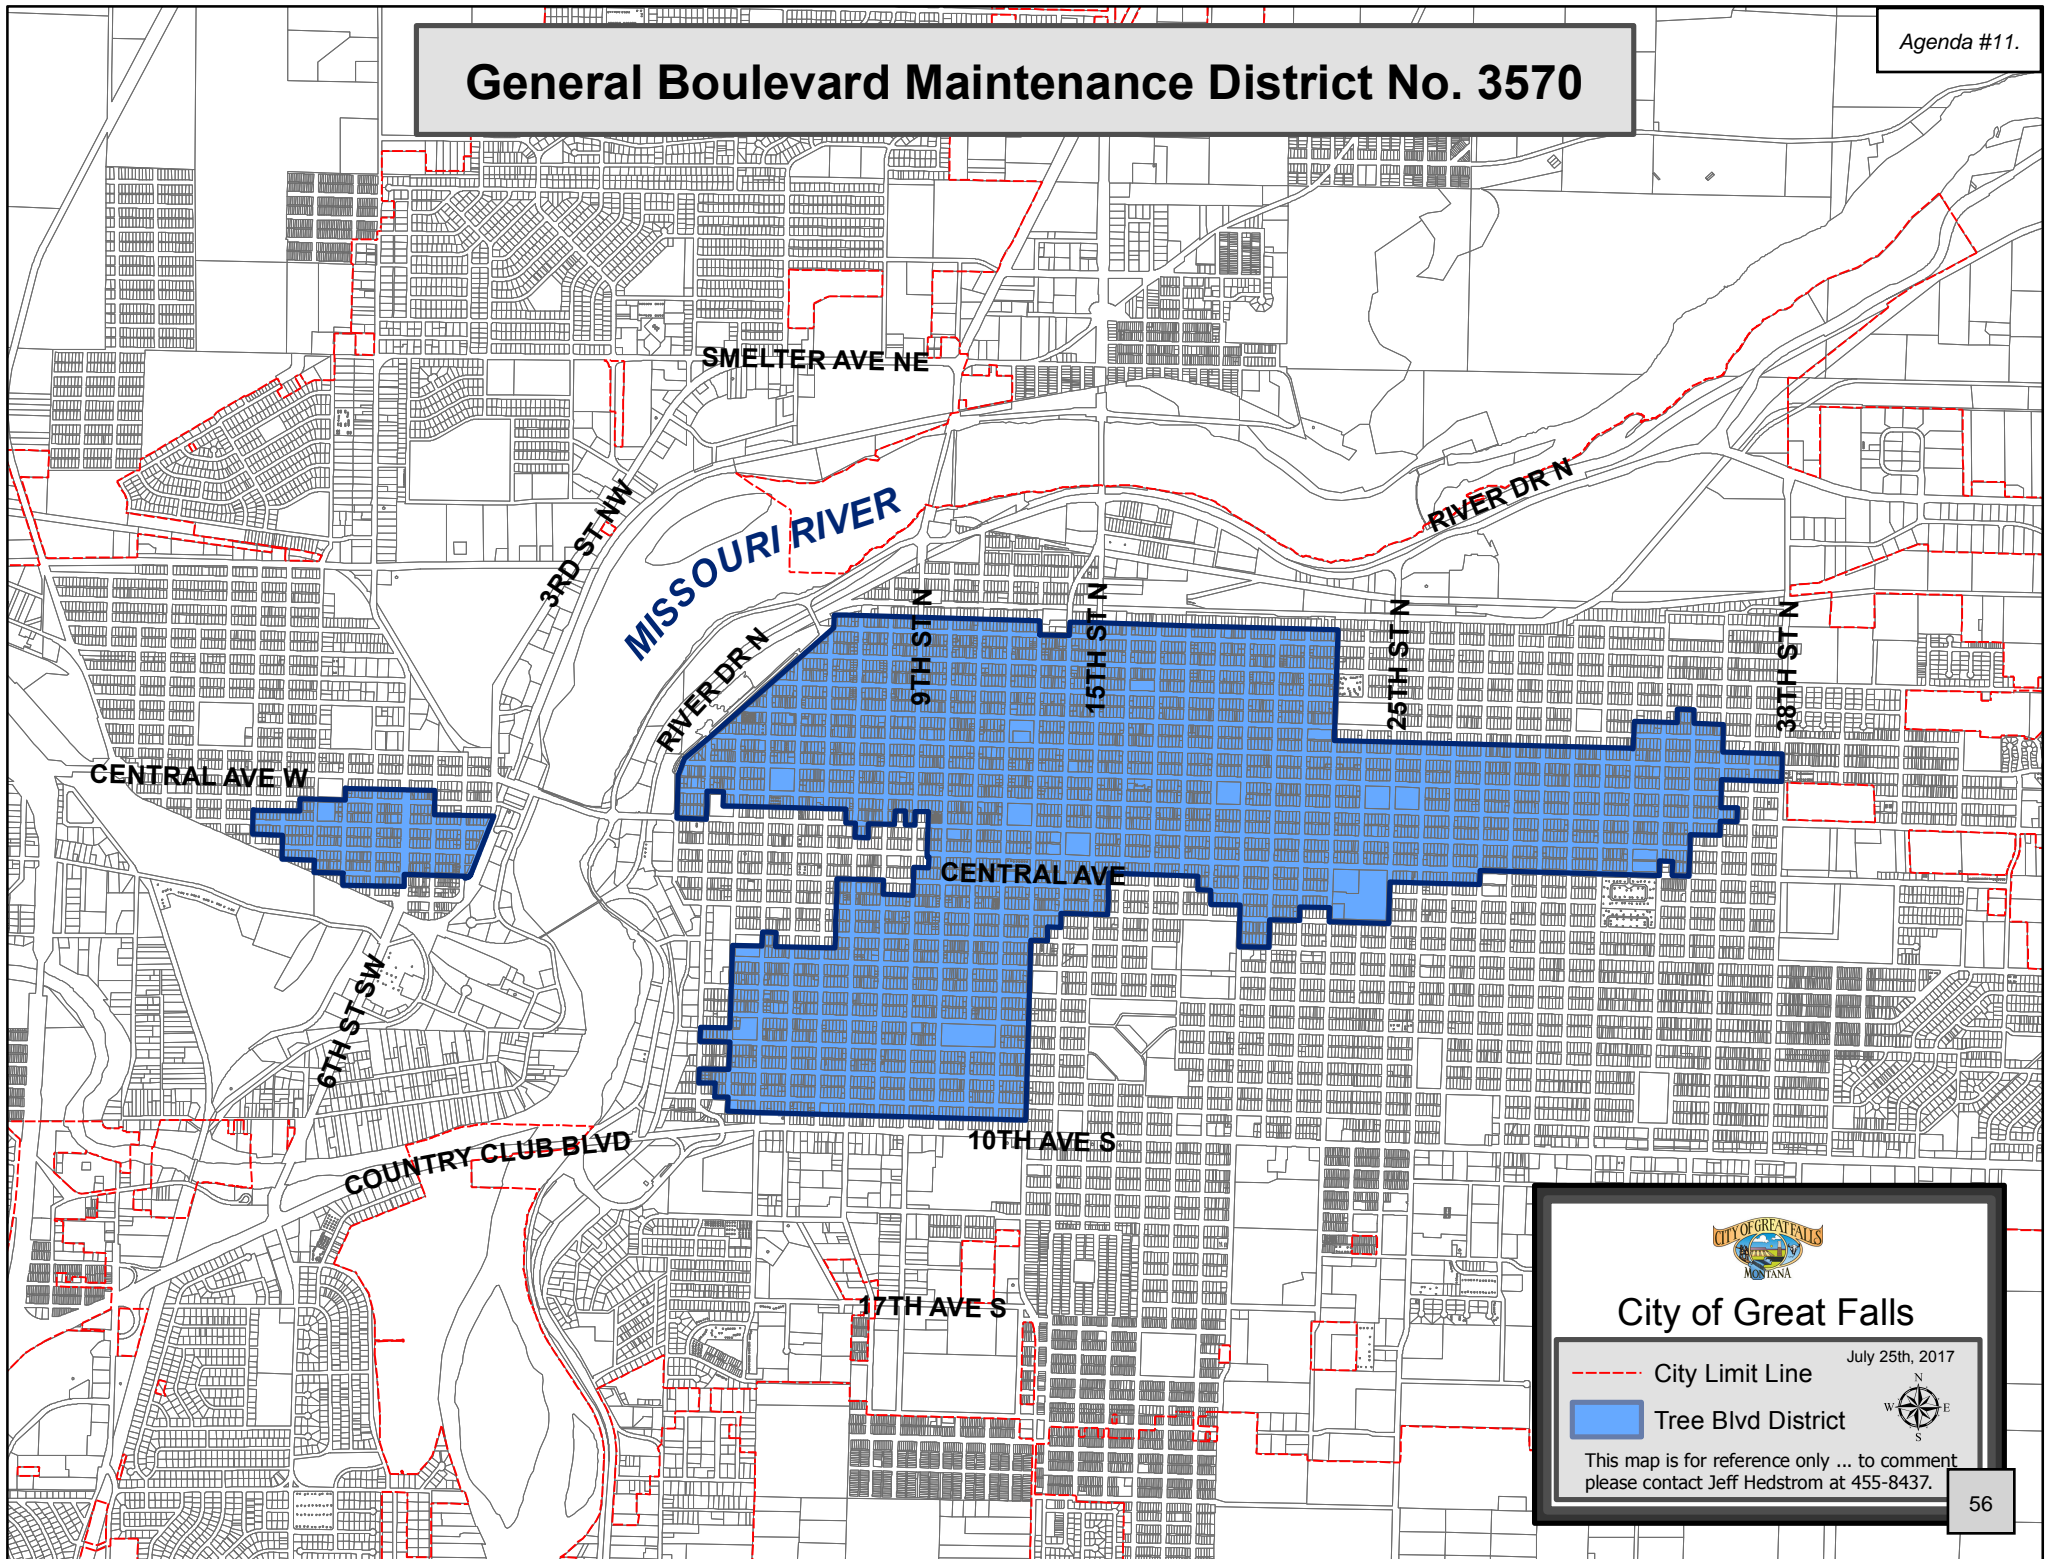 Agenda #11.
General Boulevard Maintenance District No. 3570
SMELTER AVE NE
3RD ST NW
MISSOURI RIVER
RIVER DR N
RIVER DR N
9TH ST N
15TH ST N
25TH ST N
38TH ST N
CENTRAL AVE W
CENTRAL AVE
6TH ST SW
COUNTRY CLUB BLVD
10TH AVE S
17TH AVE S
CITY OF GREAT FALLS
MONTANA
City of Great Falls
July 25th, 2017
City Limit Line
N
W E
S
Tree Blvd District
This map is for reference only ... to comment
please contact Jeff Hedstrom at 455-8437.
56